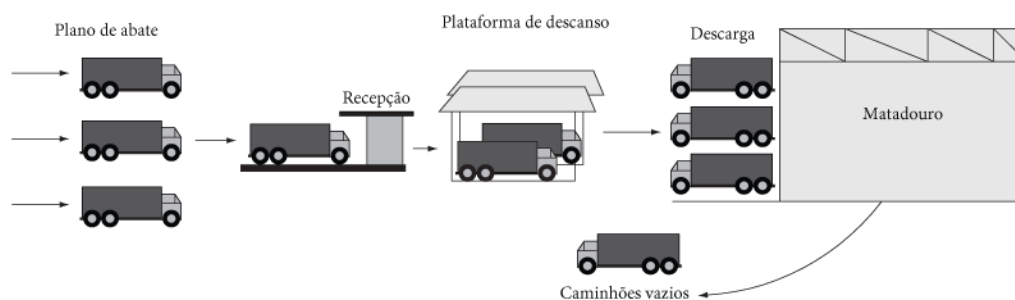 Plano de abate
Recepção
Plataforma de descanso
Descarga
Matadouro
Caminhões vazios